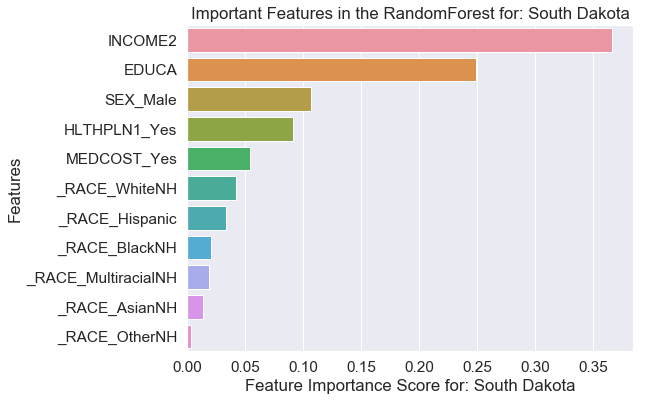 Important Features in the RandomForest for: South Dakota
INCOME2
EDUCA
SEX_Male
HLTHPLN1_Yes
MEDCOST_Yes
_RACE_WhiteNH
_RACE_Hispanic
_RACE_BlackNH
_RACE_MultiracialNH
_RACE_AsianNH
_RACE_OtherNH
Features
0.00 0.05 0.10 0.15 0.20 0.25 0.30 0.35
Feature Importance Score for: South Dakota